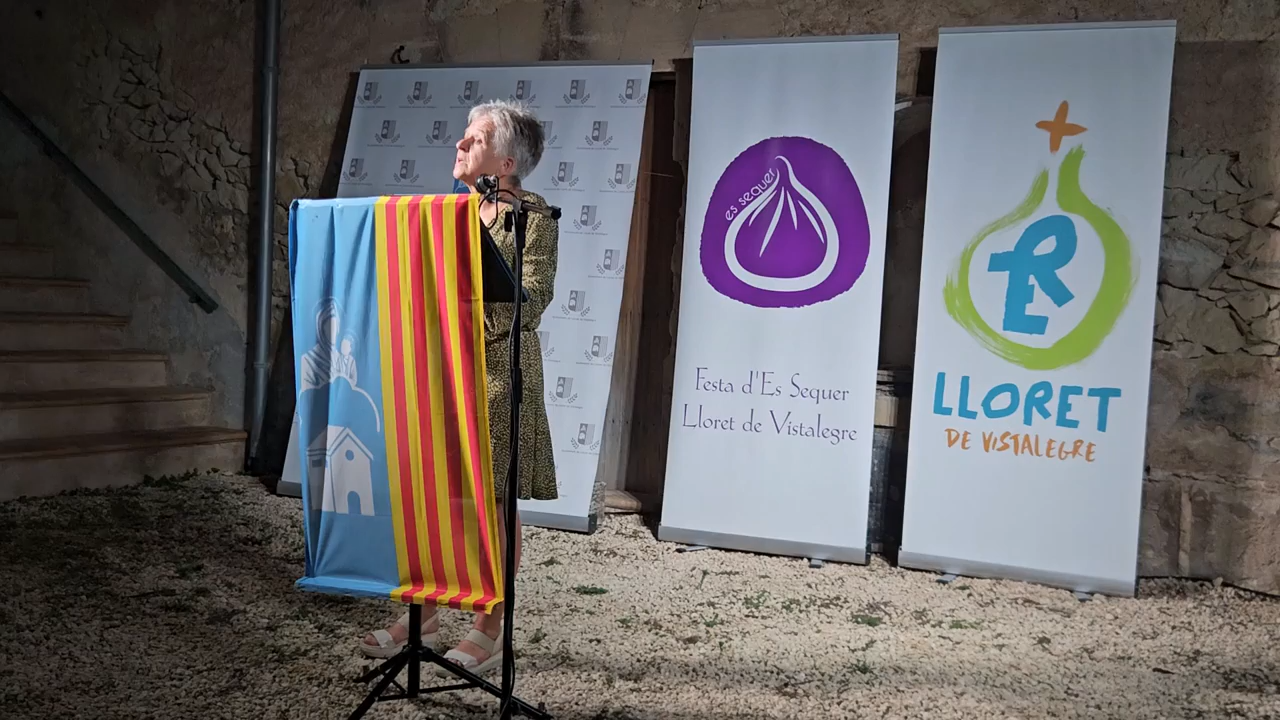 es sequer
Festa d'Es Sequer
Lloret de Vistalegre
LLORET
DE VISTALEGRE